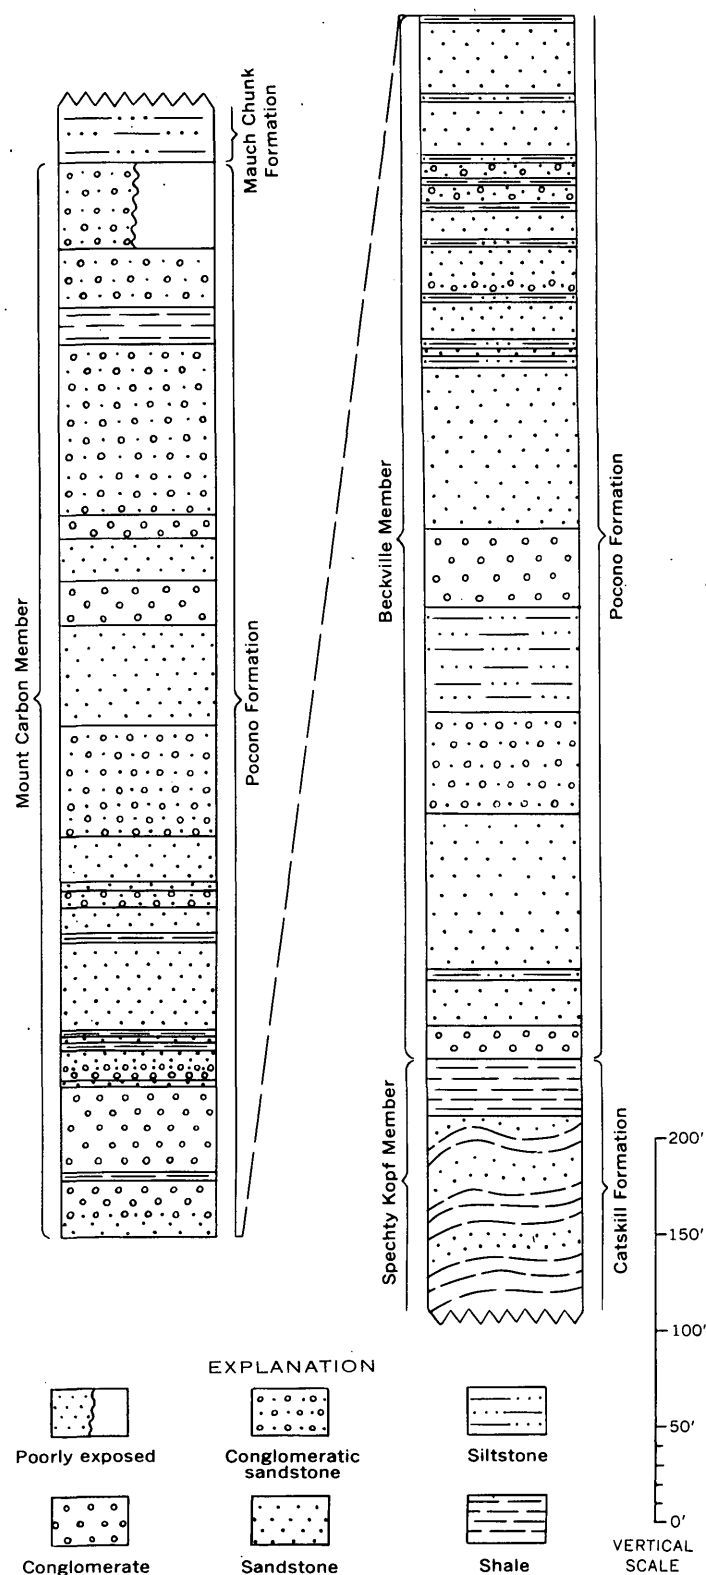 Mauch Chunk
Formation
Mount Carbon Member
Pocono Formation
Beckville Member
Pocono Formation
Spechty Kopf Member
Catskill Formation
200'
150'
100'
50'
0'
VERTICAL
SCALE
EXPLANATION
Poorly exposed
Conglomeratic
sandstone
Siltstone
Conglomerate
Sandstone
Shale